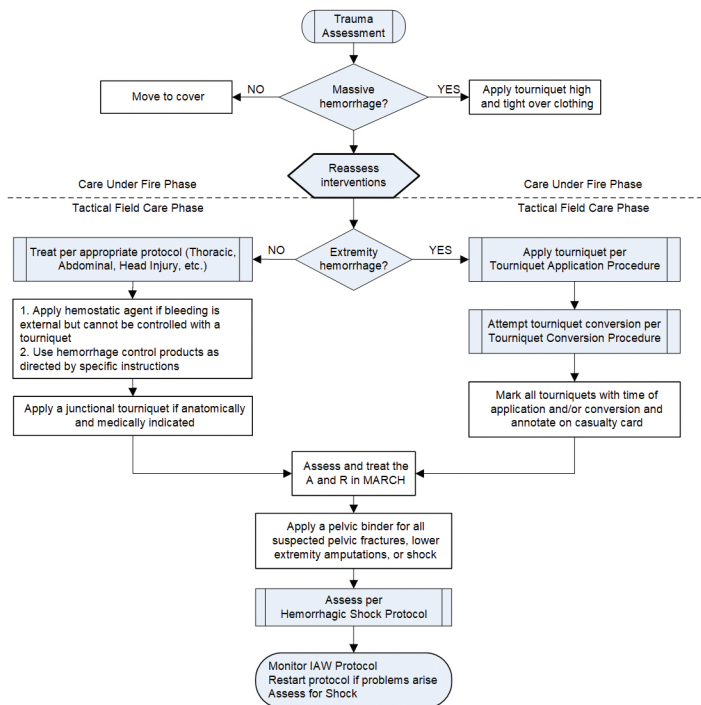 Trauma
Assessment
Massive
hemorrhage?
NO
YES
Move to cover
Apply tourniquet high
and tight over clothing
Reassess
interventions
Care Under Fire Phase
Care Under Fire Phase
Tactical Field Care Phase
Tactical Field Care Phase
Extremity
hemorrhage?
NO
YES
Treat per appropriate protocol (Thoracic,
Abdominal, Head Injury, etc.)
1. Apply hemostatic agent if bleeding is
external but cannot be controlled with a
tourniquet
2. Use hemorrhage control products as
directed by specific instructions
Apply a junctional tourniquet if anatomically
and medically indicated
Apply tourniquet per
Tourniquet Application Procedure
Attempt tourniquet conversion per
Tourniquet Conversion Procedure
Mark all tourniquets with time of
application and/or conversion and
annotate on casualty card
Assess and treat the
A and R in MARCH
Apply a pelvic binder for all
suspected pelvic fractures, lower
extremity amputations, or shock
Assess per
Hemorrhagic Shock Protocol
Monitor IAW Protocol
Restart protocol if problems arise
Assess for Shock